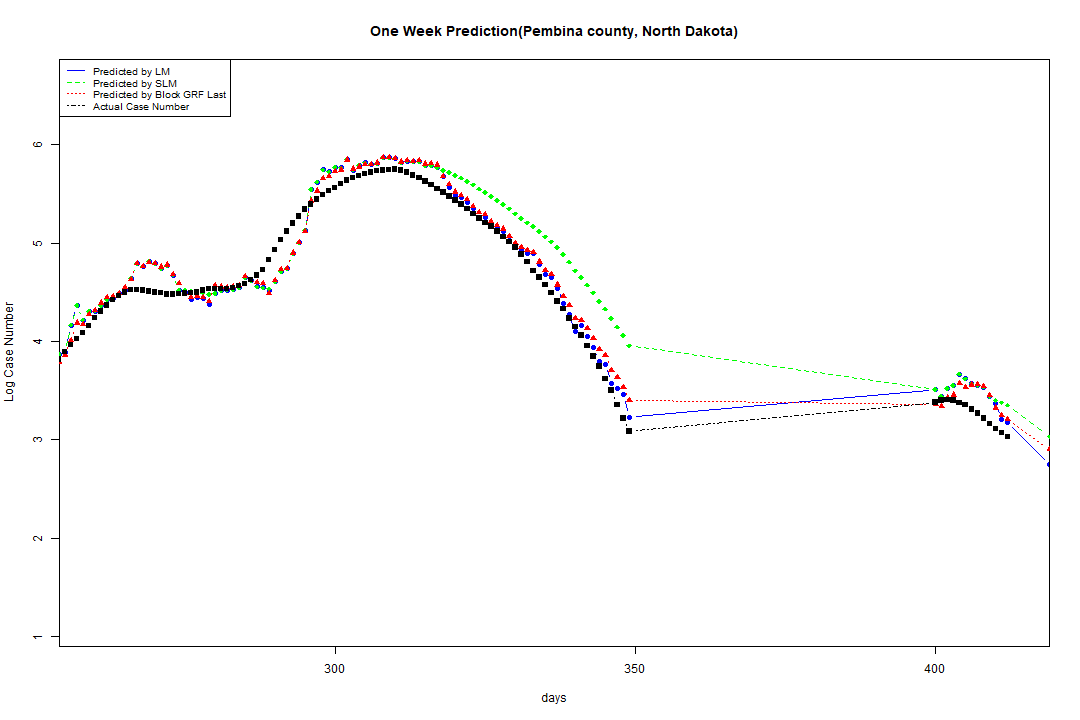 One Week Prediction(Pembina county, North Dakota)
Predicted by LM
Predicted by SLM
Predicted by Block GRF Last
Actual Case Number
6
5
4
3
2
1
Log Case Number
300 350 400
days